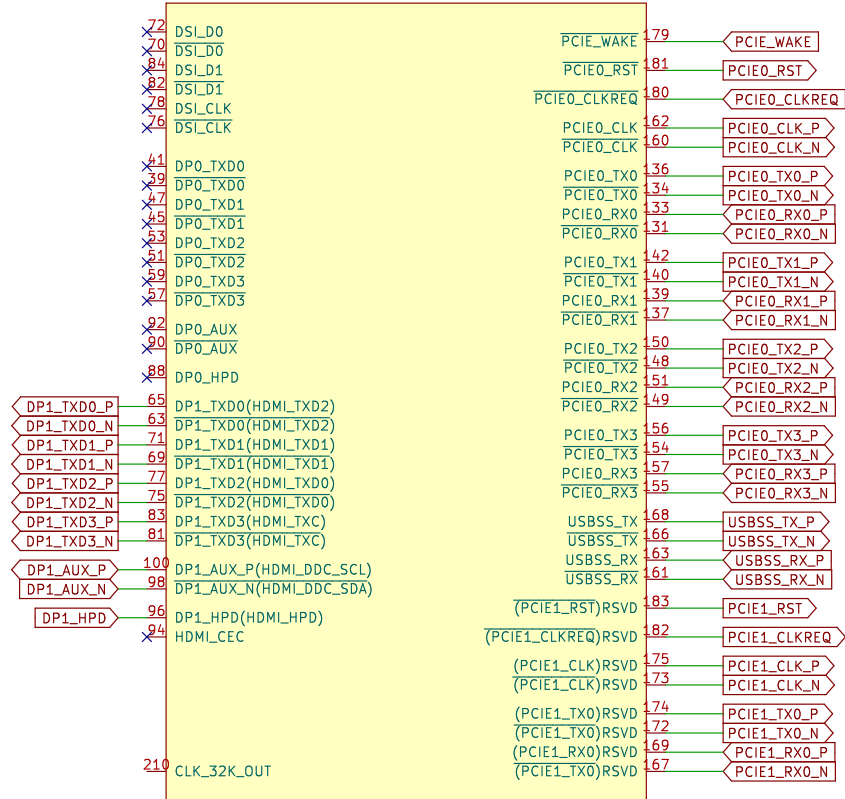 72 DSI_D0
70 DSI_D0
84 DSI_D1
82 DSI_D1
78 DSI_CLK
76 DSI_CLK
41 DP0_TXD0
39 DP0_TXD0
47 DP0_TXD1
45 DP0_TXD1
53 DP0_TXD2
51 DP0_TXD2
59 DP0_TXD3
57 DP0_TXD3
92 DP0_AUX
90 DP0_AUX
88 DP0_HPD
DP1_TXD0_P 65 DP1_TXD0(HDMI_TXD2)
DP1_TXD0_N 63 DP1_TXD0(HDMI_TXD2)
DP1_TXD1_P 71 DP1_TXD1(HDMI_TXD1)
DP1_TXD1_N 69 DP1_TXD1(HDMI_TXD1)
DP1_TXD2_P 77 DP1_TXD2(HDMI_TXD0)
DP1_TXD2_N 75 DP1_TXD2(HDMI_TXD0)
DP1_TXD3_P 83 DP1_TXD3(HDMI_TXC)
DP1_TXD3_N 81 DP1_TXD3(HDMI_TXC)
DP1_AUX_P 100 DP1_AUX_P(HDMI_DDC_SCL)
DP1_AUX_N 98 DP1_AUX_N(HDMI_DDC_SDA)
DP1_HPD 96 DP1_HPD(HDMI_HPD)
94 HDMI_CEC
210 CLK_32K_OUT
PCIE_WAKE 179 PCIE_WAKE
PCIE0_RST 181 PCIE0_RST
PCIE0_CLKREQ 180 PCIE0_CLKREQ
PCIE0_CLK 162 PCIE0_CLK_P
PCIE0_CLK 160 PCIE0_CLK_N
PCIE0_TX0 136 PCIE0_TX0_P
PCIE0_TX0 134 PCIE0_TX0_N
PCIE0_RX0 133 PCIE0_RX0_P
PCIE0_RX0 131 PCIE0_RX0_N
PCIE0_TX1 142 PCIE0_TX1_P
PCIE0_TX1 140 PCIE0_TX1_N
PCIE0_RX1 139 PCIE0_RX1_P
PCIE0_RX1 137 PCIE0_RX1_N
PCIE0_TX2 150 PCIE0_TX2_P
PCIE0_TX2 148 PCIE0_TX2_N
PCIE0_RX2 151 PCIE0_RX2_P
PCIE0_RX2 149 PCIE0_RX2_N
PCIE0_TX3 156 PCIE0_TX3_P
PCIE0_TX3 154 PCIE0_TX3_N
PCIE0_RX3 157 PCIE0_RX3_P
PCIE0_RX3 155 PCIE0_RX3_N
USBSS_TX 168 USBSS_TX_P
USBSS_TX 166 USBSS_TX_N
USBSS_RX 163 USBSS_RX_P
USBSS_RX 161 USBSS_RX_N
(PCIE1_RST)RSVD 183 PCIE1_RST
(PCIE1_CLKREQ)RSVD 182 PCIE1_CLKREQ
(PCIE1_CLK)RSVD 175 PCIE1_CLK_P
(PCIE1_CLK)RSVD 173 PCIE1_CLK_N
(PCIE1_TX0)RSVD 174 PCIE1_TX0_P
(PCIE1_TX0)RSVD 172 PCIE1_TX0_N
(PCIE1_RX0)RSVD 169 PCIE1_RX0_P
(PCIE1_TX0)RSVD 167 PCIE1_RX0_N